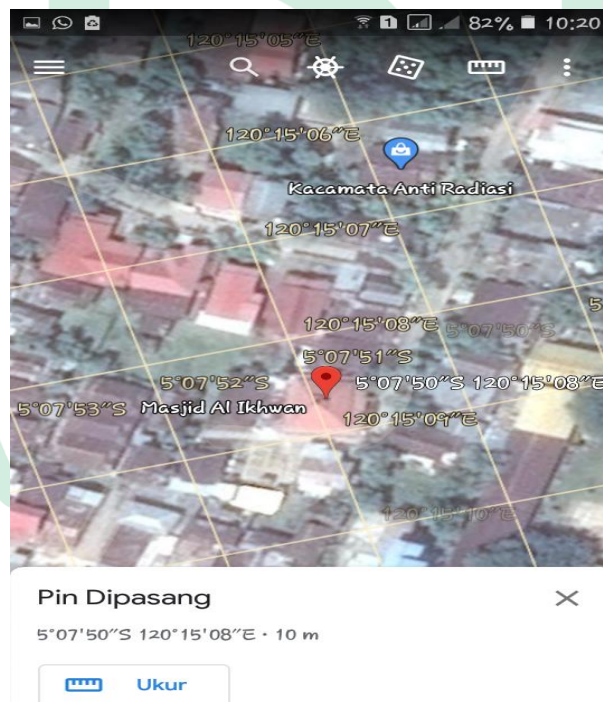 82% 10:20
120°15'05"E
120°15'06"E
Kacamata Anti Radiasi
120°15'07"E
120°15'08"E 5°07'50"S
5°07'51"S
5°07'52"S 5°07'50"S 120°15'08"E
5°07'53"S Masjid Al Ikhwan
120°15'09"E
120°15'10"E
Pin Dipasang
5°07'50"S 120°15'08"E · 10 m
Ukur